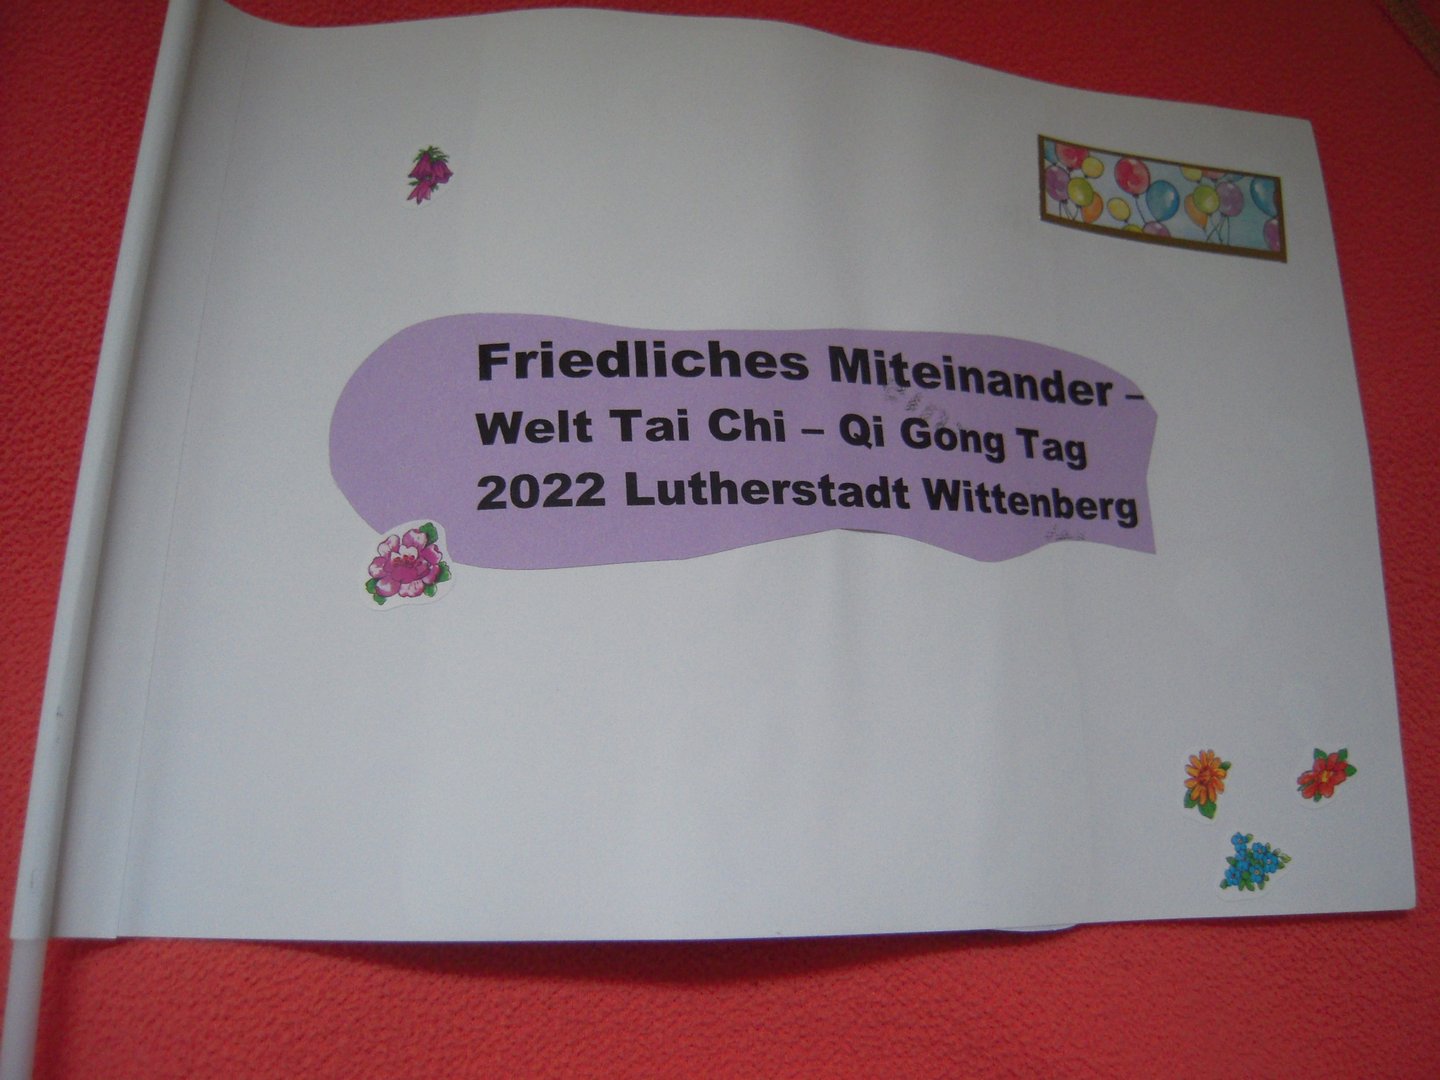 Friedliches Miteinander –
Welt Tai Chi – Qi Gong Tag
2022 Lutherstadt Wittenberg